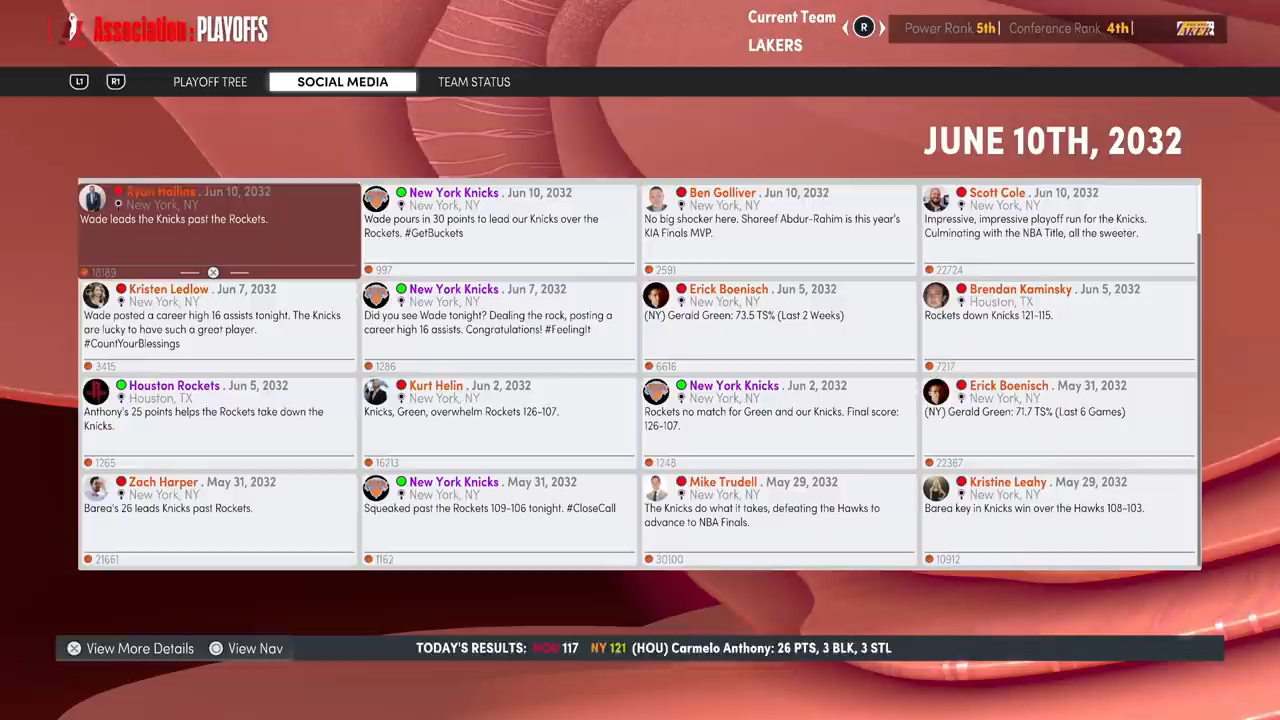 Association: PLAYOFFS
Current Team
LAKERS
R
Power Rank 5th| Conference Rank 4th|
L1 R1 PLAYOFF TREE SOCIAL MEDIA TEAM STATUS
JUNE 10TH, 2032
Ryan Hollins . Jun 10, 2032
New York, NY
Wade leads the Knicks past the Rockets.
18189
New York Knicks . Jun 10, 2032
New York, NY
Wade pours in 30 points to lead our Knicks over the
Rockets. #GetBuckets
997
Ben Golliver . Jun 10, 2032
New York, NY
No big shocker here. Shareef Abdur-Rahim is this year's
KIA Finals MVP.
2591
Scott Cole . Jun 10, 2032
New York, NY
Impressive, impressive playoff run for the Knicks.
Culminating with the NBA Title, all the sweeter.
22724
Kristen Ledlow . Jun 7, 2032
New York, NY
Wade posted a career high 16 assists tonight. The Knicks
are lucky to have such a great player.
#CountYourBlessings
3415
New York Knicks . Jun 7, 2032
New York, NY
Did you see Wade tonight? Dealing the rock, posting a
career high 16 assists. Congratulations! #FeelingIt
1286
Erick Boenisch . Jun 5, 2032
New York, NY
(NY) Gerald Green: 73.5 TS% (Last 2 Weeks)
6616
Brendan Kaminsky . Jun 5, 2032
Houston, TX
Rockets down Knicks 121-115.
7217
Houston Rockets . Jun 5, 2032
Houston, TX
Anthony's 25 points helps the Rockets take down the
Knicks.
1265
Kurt Helin . Jun 2, 2032
New York, NY
Knicks, Green, overwhelm Rockets 126-107.
16213
New York Knicks . Jun 2, 2032
New York, NY
Rockets no match for Green and our Knicks. Final score:
126-107.
1248
Erick Boenisch . May 31, 2032
New York, NY
(NY) Gerald Green: 71.7 TS% (Last 6 Games)
22367
Zach Harper . May 31, 2032
New York, NY
Barea's 26 leads Knicks past Rockets.
21661
New York Knicks . May 31, 2032
New York, NY
Squeaked past the Rockets 109-106 tonight. #CloseCall
1162
Mike Trudell . May 29, 2032
New York, NY
The Knicks do what it takes, defeating the Hawks to
advance to NBA Finals.
30100
Kristine Leahy . May 29, 2032
New York, NY
Barea key in Knicks win over the Hawks 108-103.
10912
View More Details View Nav
TODAY'S RESULTS: HOU 117 NY 121 (HOU) Carmelo Anthony: 26 PTS, 3 BLK, 3 STL